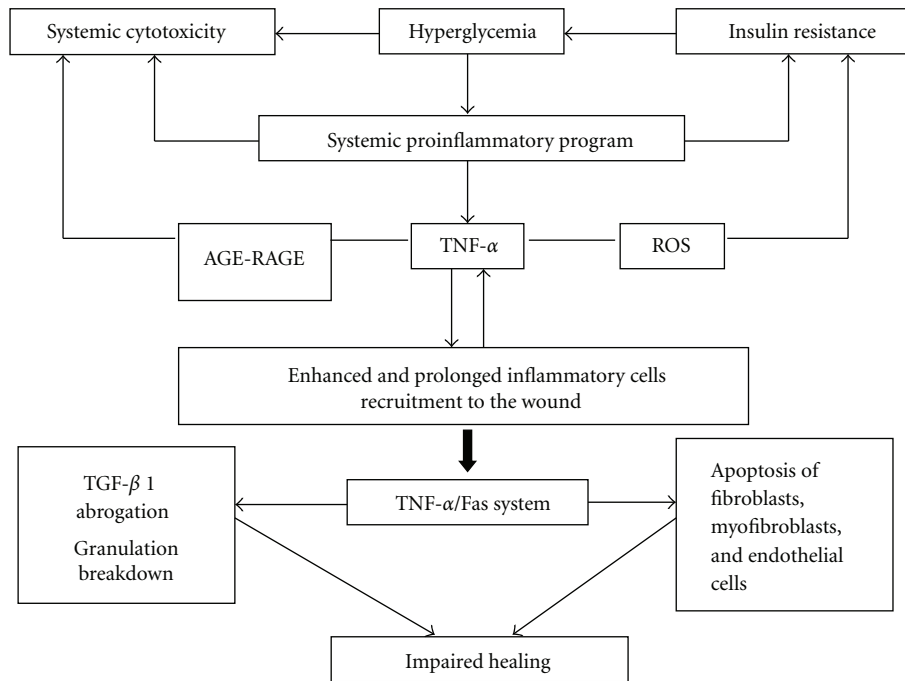 Systemic cytotoxicity
Hyperglycemia
Insulin resistance
Systemic proinflammatory program
AGE-RAGE
TNF-α
ROS
Enhanced and prolonged inflammatory cells
recruitment to the wound
TGF-β 1
abrogation
Granulation
breakdown
TNF-α/Fas system
Apoptosis of
fibroblasts,
myofibroblasts,
and endothelial
cells
Impaired healing